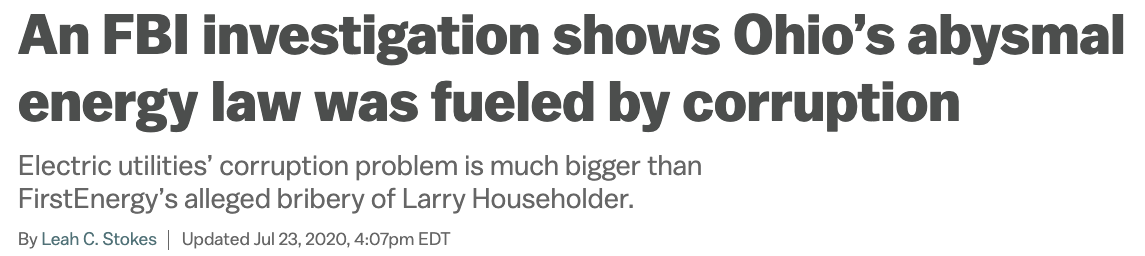 An FBI investigation shows Ohio’s abysmal
energy law was fueled by corruption
Electric utilities’ corruption problem is much bigger than
FirstEnergy’s alleged bribery of Larry Householder.
By Leah C. Stokes | Updated Jul 23, 2020, 4:07pm EDT